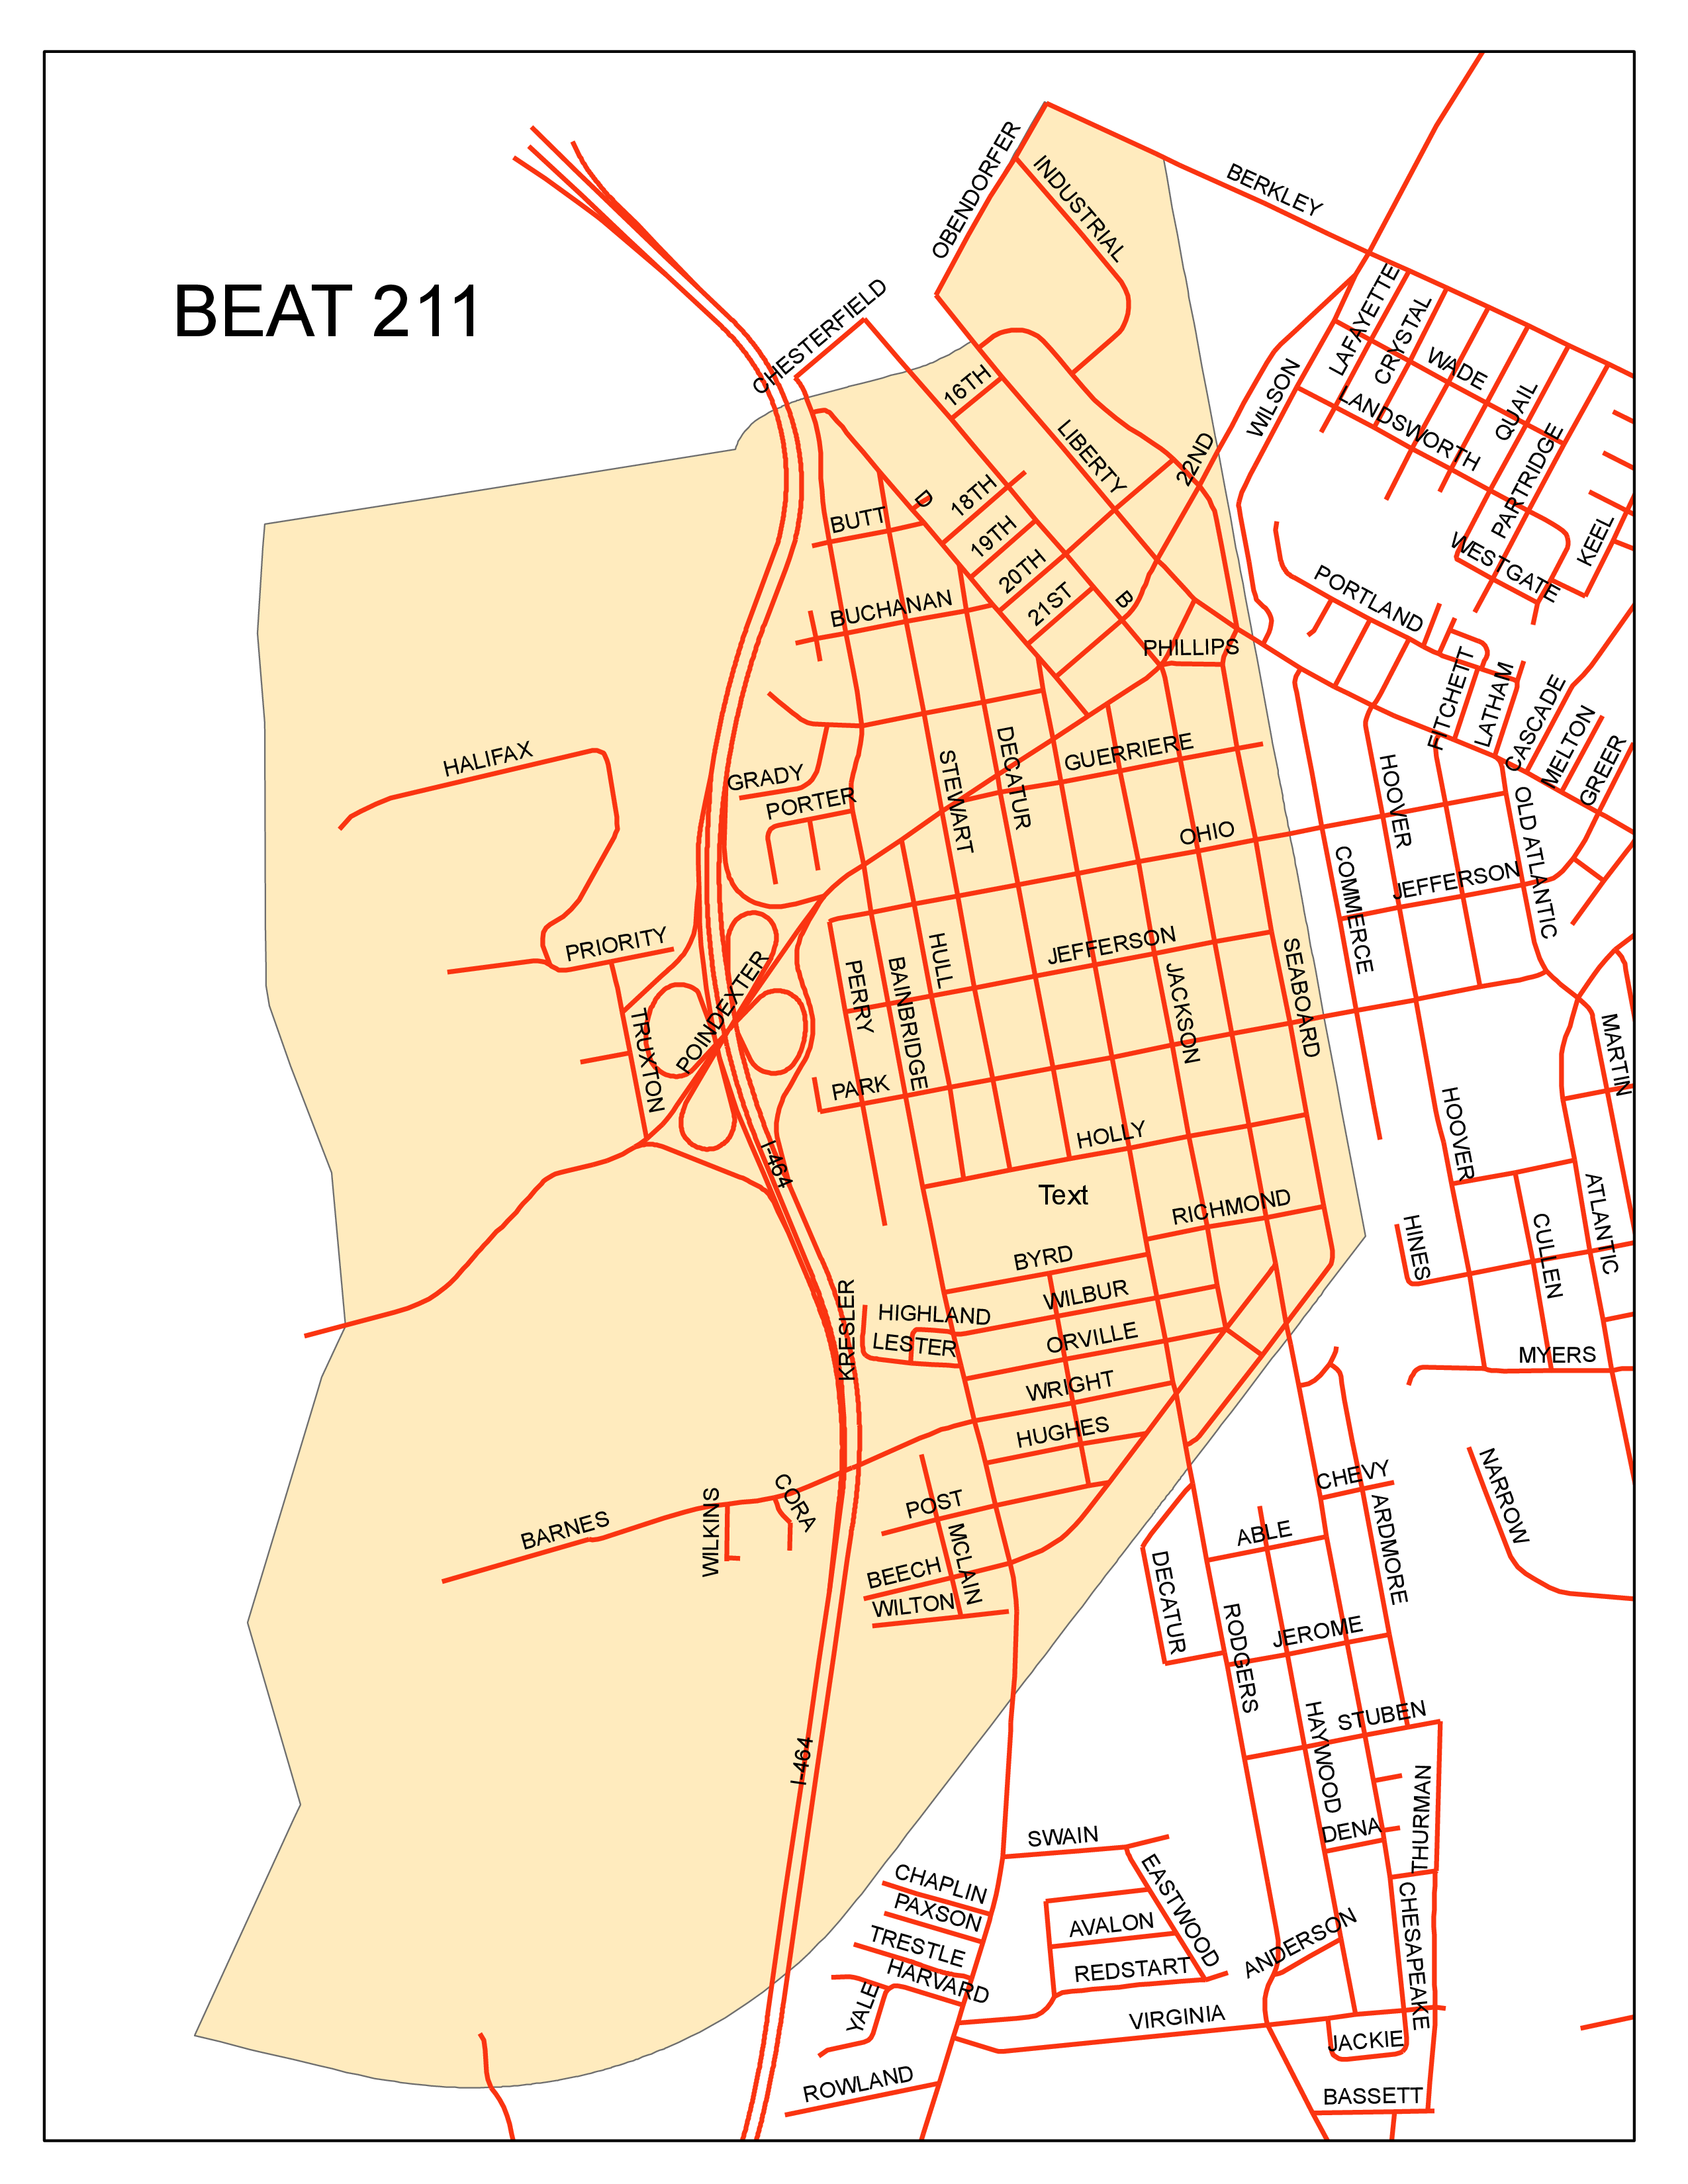 BERKLEY
OBENDORFER
INDUSTRIAL
BEAT 211
CHESTERFIELD
LAFAYETTE
CRYSTAL
WADE
16TH
WILSON
QUAIL
LANDSWORTH
LIBERTY
22ND
PARTRIDGE
D
18TH
BUTT
19TH
KEEL
WESTGATE
20TH
PORTLAND
21ST
B
BUCHANAN
PHILLIPS
FITCHETT
LATHAM
CASCADE
MELTON
GREER
HALIFAX
DECATUR
GUERRIERE
STEWART
HOOVER
GRADY
PORTER
OHIO
OLD ATLANTIC
COMMERCE
JEFFERSON
PRIORITY
JEFFERSON
HULL
PERRY
BAINBRIDGE
JACKSON
SEABOARD
POINDEXTER
TRUXTON
MARTIN
PARK
HOLLY
HOOVER
I-464
Text
RICHMOND
ATLANTIC
HINES
CULLEN
BYRD
KRESLER
HIGHLAND
WILBUR
LESTER
ORVILLE
MYERS
WRIGHT
HUGHES
CORA
CHEVY
NARROW
WILKINS
POST
BARNES
ARDMORE
ABLE
MCLAIN
BEECH
DECATUR
WILTON
RODGERS
JEROME
HAYWOOD
STUBEN
I-464
THURMAN
DENA
SWAIN
EASTWOOD
CHAPLIN
PAXSON
AVALON
CHESAPEAKE
TRESTLE
ANDERSON
HARVARD
REDSTART
YALE
VIRGINIA
JACKIE
ROWLAND
BASSETT